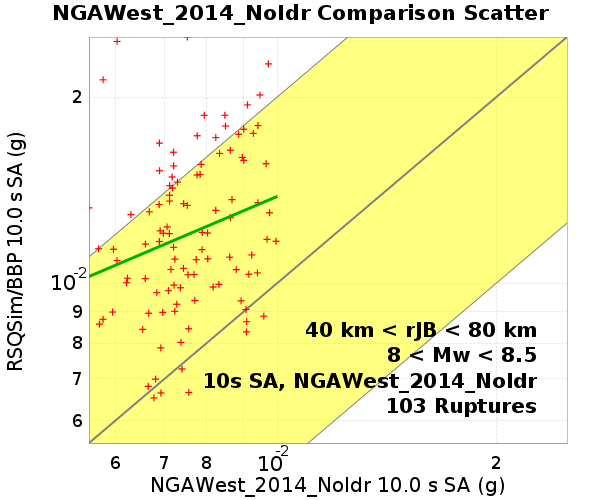 NGAWest_2014_NoIdr Comparison Scatter
RSQSim/BBP 10.0 s SA (g)
2
10-2
9
8
7
6
40 km < rJB < 80 km
8 < Mw < 8.5
10s SA, NGAWest_2014_NoIdr
103 Ruptures
6 7 8 10-2 2
NGAWest_2014_NoIdr 10.0 s SA (g)